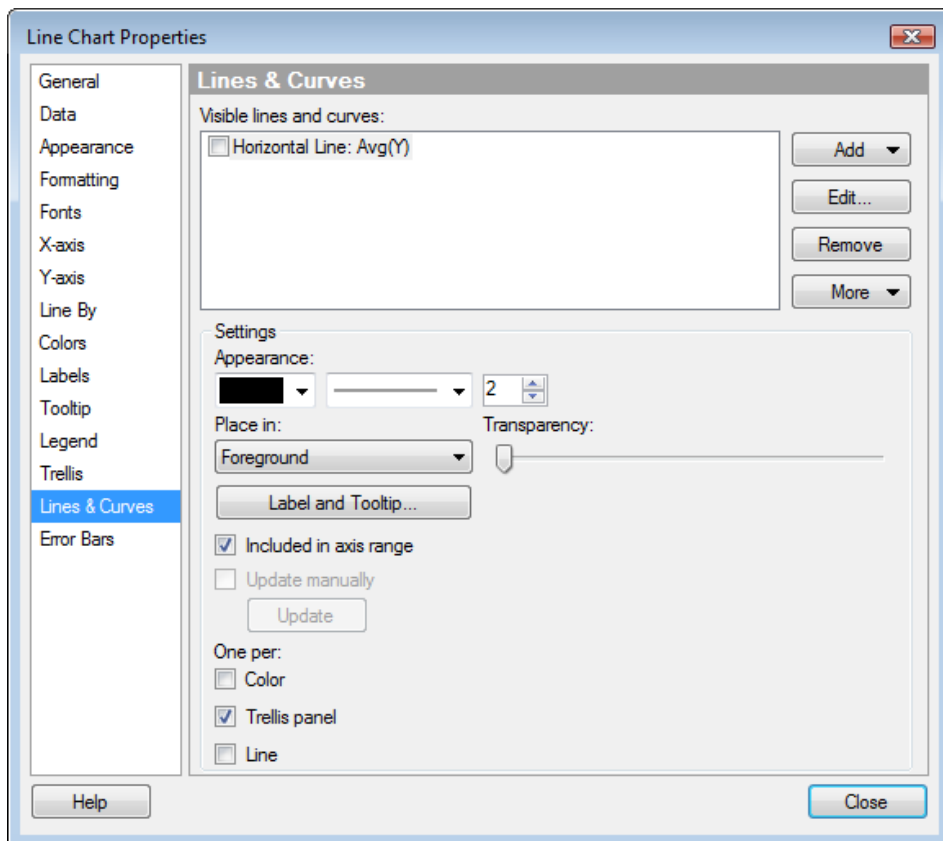 Line Chart Properties
General
Data
Appearance
Formatting
Fonts
X-axis
Y-axis
Line By
Colors
Labels
Tooltip
Legend
Trellis
Lines & Curves
Error Bars
Lines & Curves
Visible lines and curves:
Horizontal Line: Avg(Y)
Add
Edit...
Remove
More
Settings
Appearance:
2
Place in:
Transparency:
Foreground
Label and Tooltip...
Included in axis range
Update manually
Update
One per:
Color
Trellis panel
Line
Help
Close